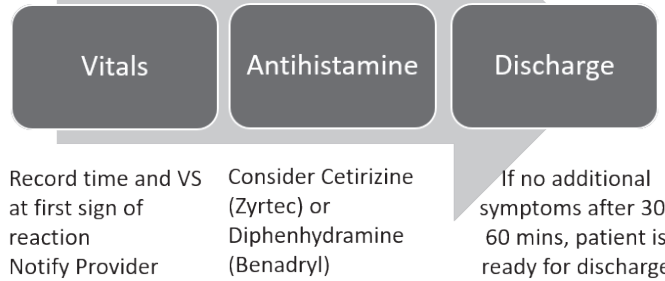 Vitals
Antihistamine
Discharge
Record time and VS
at first sign of
reaction
Notify Provider
Consider Cetirizine
(Zyrtec) or
Diphenhydramine
(Benadryl)
If no additional
symptoms after 30
60 mins, patient is
ready for discharge